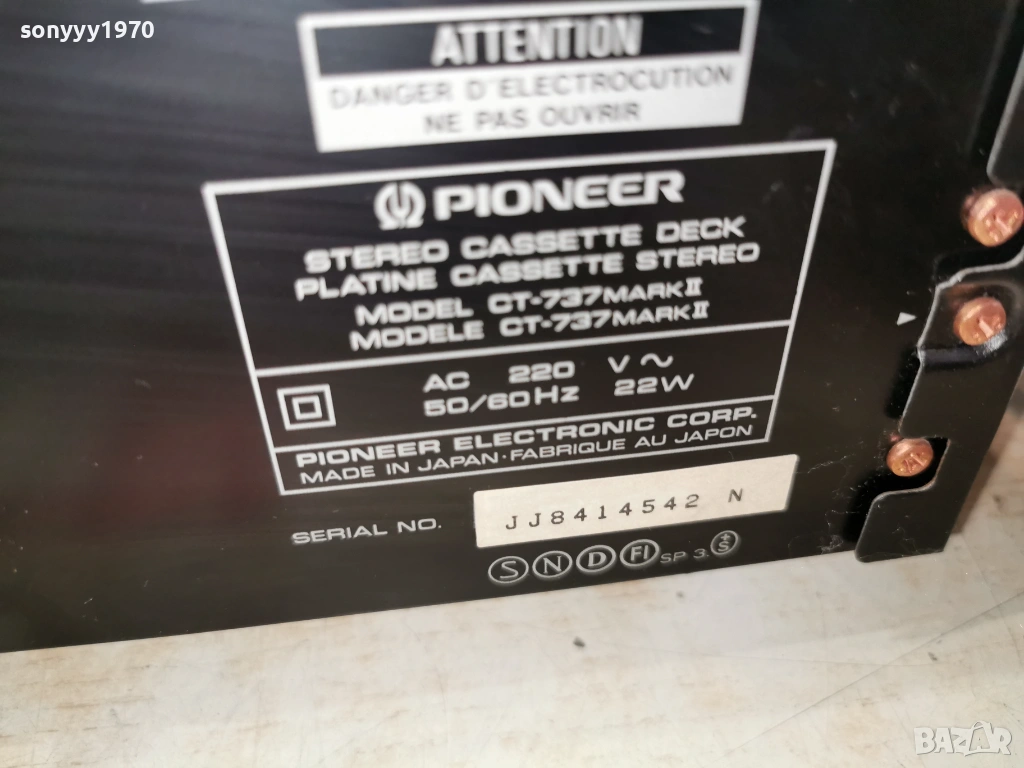 sonyyy1970
ATTENTION
DANGER D'ELECTROCUTION
NE PAS OUVRIR
PIONEER
STEREO CASSETTE DECK
PLATINE CASSETTE STEREO
MODEL CT-737MARKⅡ
MODELE CT-737MARKⅡ
AC 220 V~
50/60Hz 22W
PIONEER ELECTRONIC CORP.
MADE IN JAPAN·FABRIQUE AU JAPON
SERIAL NO. JJ8414542 N
S N D FI SP 3 +S
BAZAR